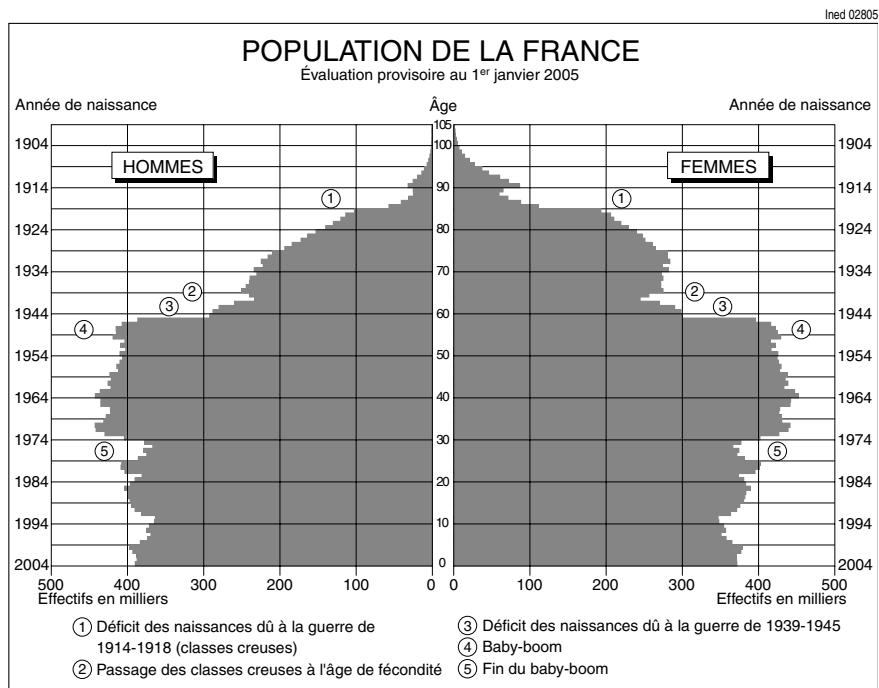 Ined 02805
POPULATION DE LA FRANCE
Évaluation provisoire au 1er janvier 2005
Année de naissance Âge Année de naissance
105
1904 100 1904
HOMMES FEMMES
1914 90 1914
1 1
1924 80 1924
1934 70 1934
2 2
3 3
1944 60 1944
4 4
1954 50 1954
1964 40 1964
1974 30 1974
5 5
1984 20 1984
1994 10 1994
2004 0 2004
500 400 300 200 100 0 0 100 200 300 400 500
Effectifs en milliers Effectifs en milliers
1 Déficit des naissances dû à la guerre de
1914-1918 (classes creuses)
2 Passage des classes creuses à l'âge de fécondité
3 Déficit des naissances dû à la guerre de 1939-1945
4 Baby-boom
5 Fin du baby-boom